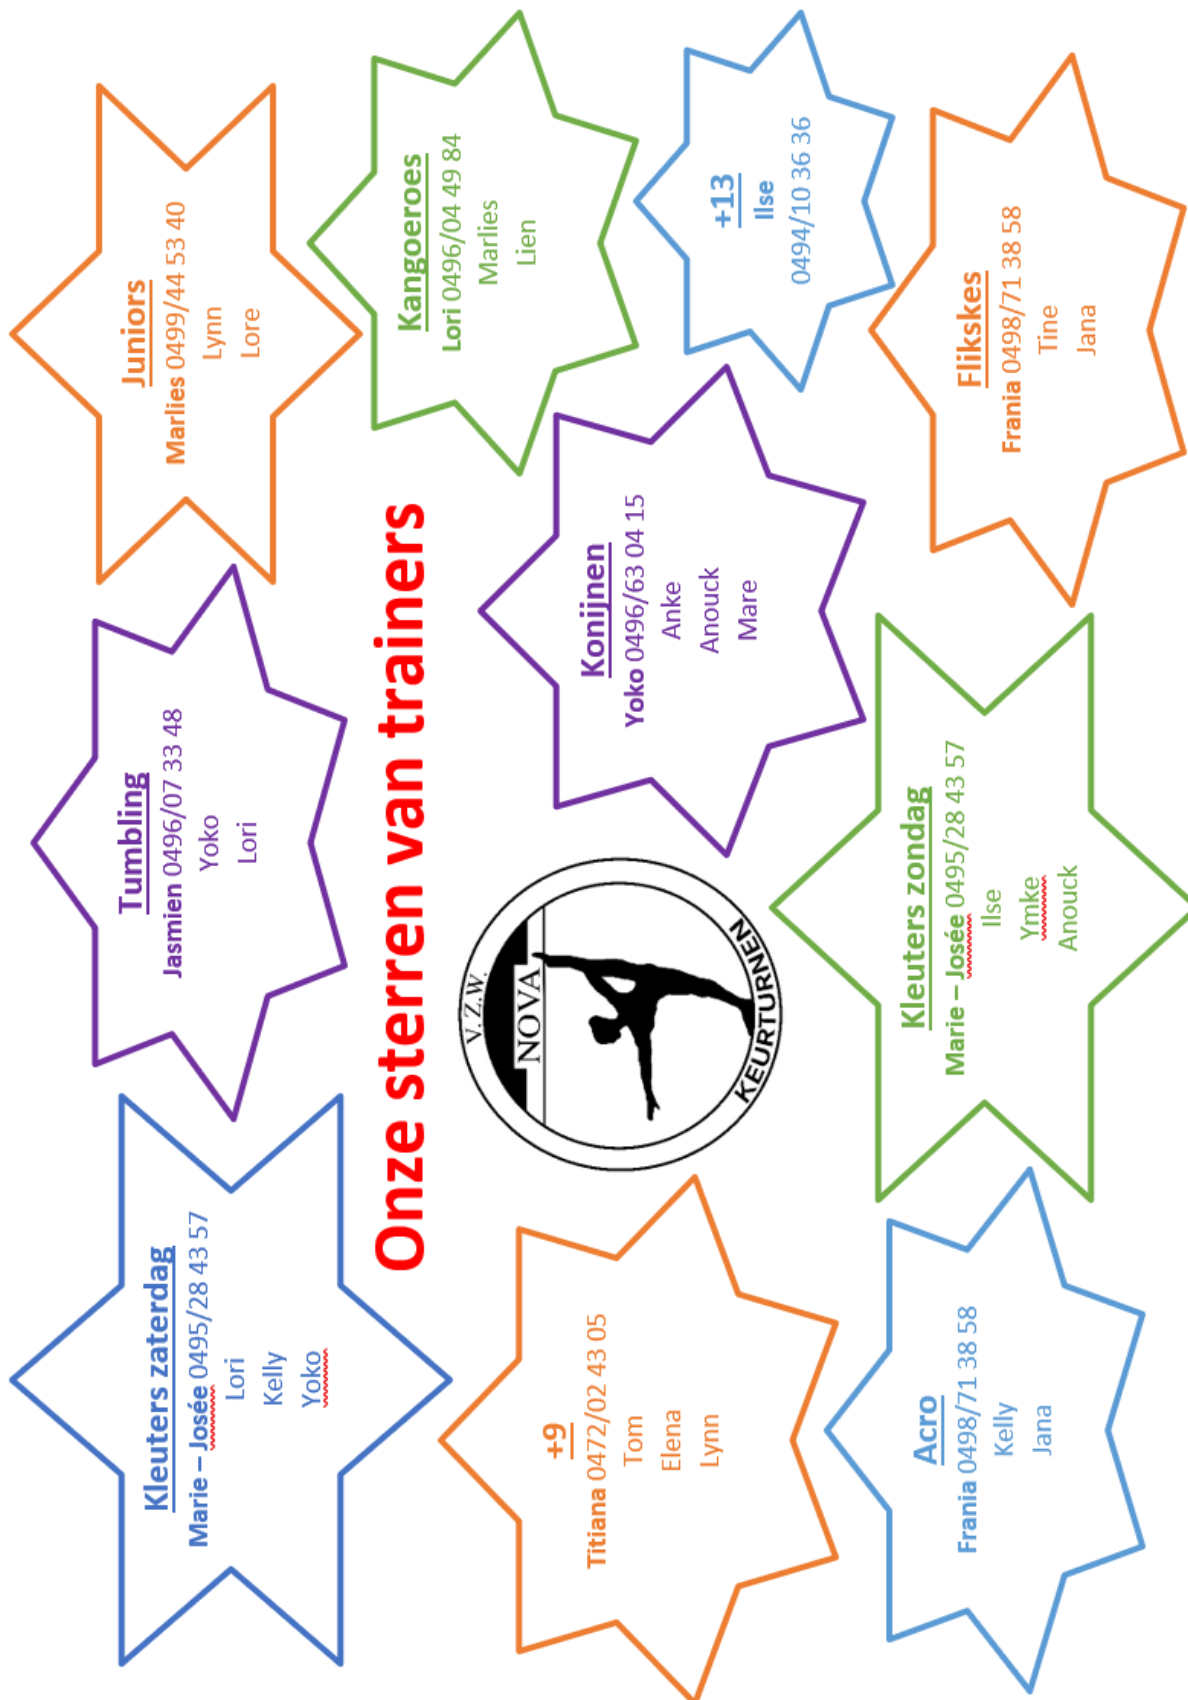 Kleuters zaterdag
Marie – Josée 0495/28 43 57
Lori
Kelly
Yoko
Tumbling
Jasmien 0496/07 33 48
Yoko
Lori
Juniors
Marlies 0499/44 53 40
Lynn
Lore
Onze sterren van trainers
Kangoeroes
Lori 0496/04 49 84
Marlies
Lien
+9
Titiana 0472/02 43 05
Tom
Elena
Lynn
V.Z.W.
NOVA
KEURTURNEN
Konijnen
Yoko 0496/63 04 15
Anke
Anouck
Mare
+13
Ilse
0494/10 36 36
Acro
Frania 0498/71 38 58
Kelly
Jana
Kleuters zondag
Marie – Josée 0495/28 43 57
Ilse
Ymke
Anouck
Flikskes
Frania 0498/71 38 58
Tine
Jana